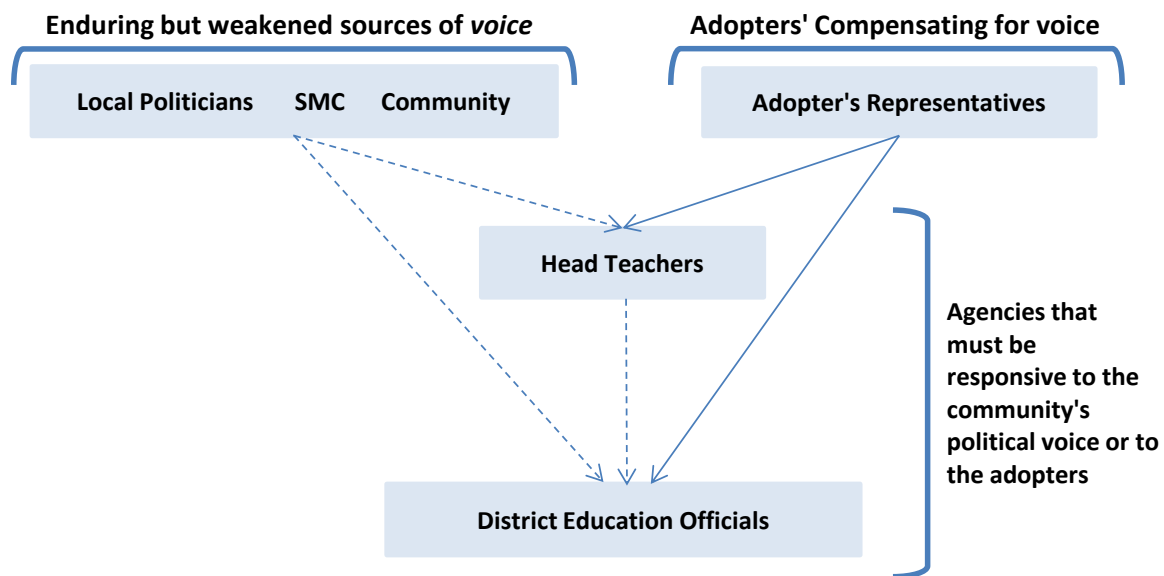 Enduring but weakened sources of voice
Adopters' Compensating for voice
Local Politicians SMC Community
Adopter's Representatives
Head Teachers
Agencies that
must be
responsive to the
community's
political voice or to
the adopters
District Education Officials